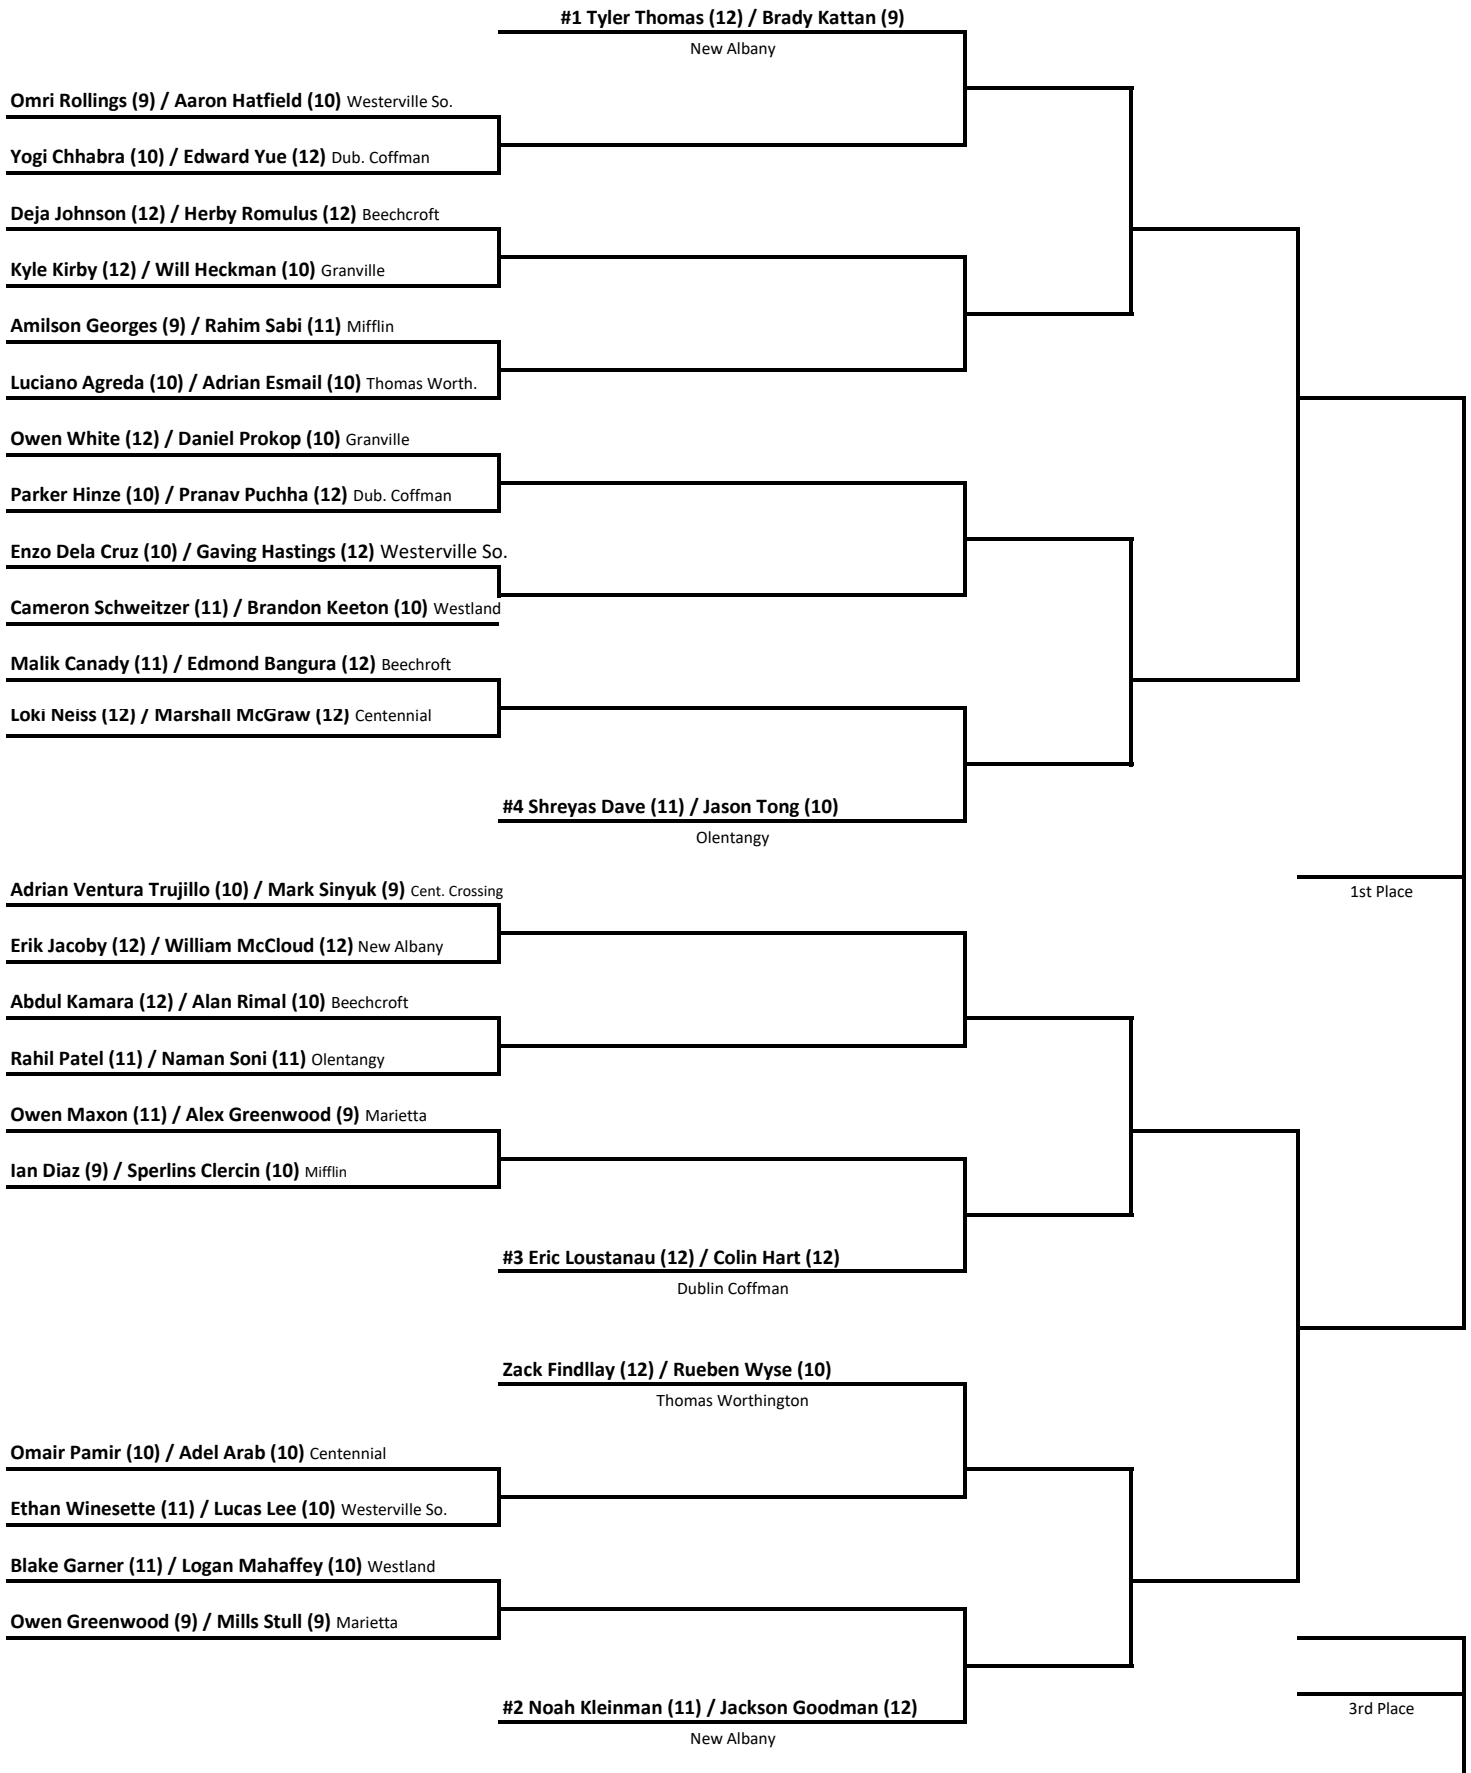 #1 Tyler Thomas (12) / Brady Kattan (9)
New Albany
Omri Rollings (9) / Aaron Hatfield (10) Westerville So.
Yogi Chhabra (10) / Edward Yue (12) Dub. Coffman
Deja Johnson (12) / Herby Romulus (12) Beechcroft
Kyle Kirby (12) / Will Heckman (10) Granville
Amilson Georges (9) / Rahim Sabi (11) Mifflin
Luciano Agreda (10) / Adrian Esmail (10) Thomas Worth.
Owen White (12) / Daniel Prokop (10) Granville
Parker Hinze (10) / Pranav Puchha (12) Dub. Coffman
Enzo Dela Cruz (10) / Gaving Hastings (12) Westerville So.
Cameron Schweitzer (11) / Brandon Keeton (10) Westland
Malik Canady (11) / Edmond Bangura (12) Beechroft
Loki Neiss (12) / Marshall McGraw (12) Centennial
#4 Shreyas Dave (11) / Jason Tong (10)
Olentangy
Adrian Ventura Trujillo (10) / Mark Sinyuk (9) Cent. Crossing
1st Place
Erik Jacoby (12) / William McCloud (12) New Albany
Abdul Kamara (12) / Alan Rimal (10) Beechcroft
Rahil Patel (11) / Naman Soni (11) Olentangy
Owen Maxon (11) / Alex Greenwood (9) Marietta
Ian Diaz (9) / Sperlins Clercin (10) Mifflin
#3 Eric Loustanau (12) / Colin Hart (12)
Dublin Coffman
Zack Findllay (12) / Rueben Wyse (10)
Thomas Worthington
Omair Pamir (10) / Adel Arab (10) Centennial
Ethan Winesette (11) / Lucas Lee (10) Westerville So.
Blake Garner (11) / Logan Mahaffey (10) Westland
Owen Greenwood (9) / Mills Stull (9) Marietta
#2 Noah Kleinman (11) / Jackson Goodman (12)
3rd Place
New Albany